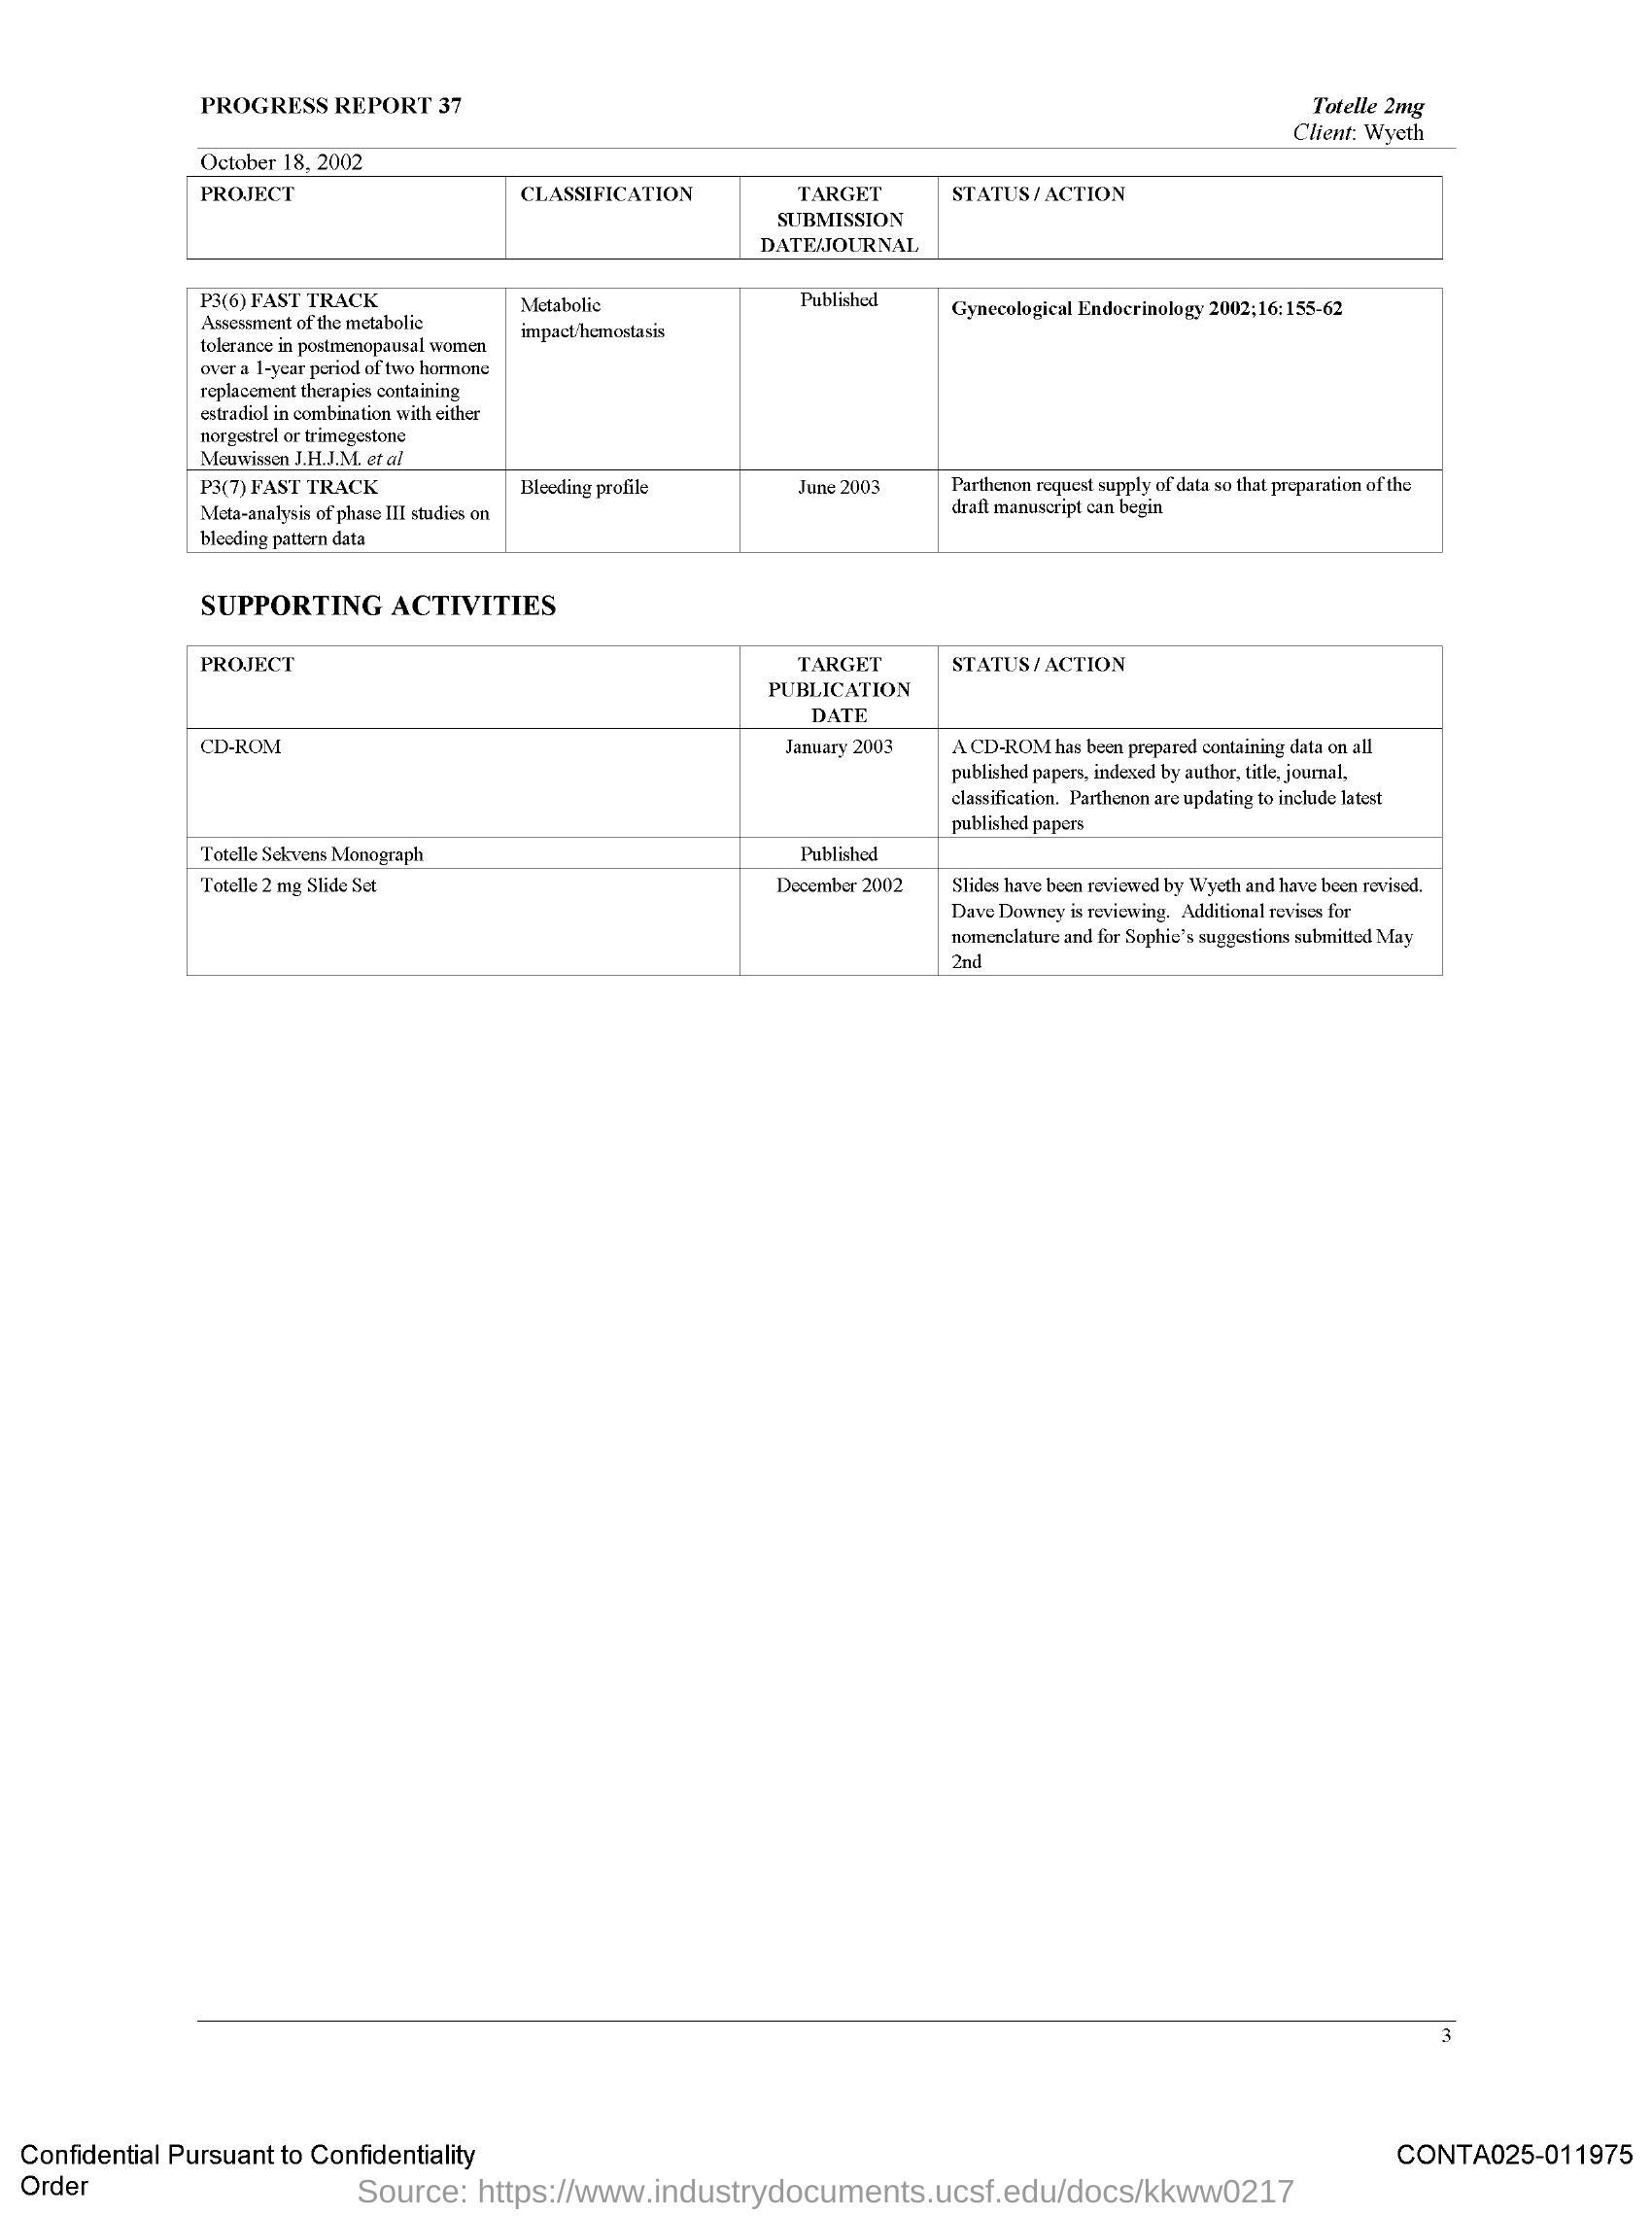 PROGRESS REPORT 37
Totelle 2mg
Client: Wyeth
October 18, 2002
PROJECT
CLASSIFICATION
TARGET
SUBMISSION
DATE/JOURNAL
STATUS / ACTION
P3(6) FAST TRACK
Assessment of the metabolic
tolerance in postmenopausal women
over a 1-year period of two hormone
replacement therapies containing
estradiol in combination with either
norgestrel or trimegestone
Meuwissen J.H.J.M. et al
Metabolic
impact/hemostasis
Published
Gynecological Endocrinology 2002;16:155-62
P3(7) FAST TRACK
Meta-analysis of phase III studies on
bleeding pattern data
Bleeding profile
June 2003
Parthenon request supply of data so that preparation of the
draft manuscript can begin
SUPPORTING ACTIVITIES
PROJECT
TARGET
PUBLICATION
DATE
STATUS / ACTION
CD-ROM
January 2003
A CD-ROM has been prepared containing data on all
published papers, indexed by author, title, journal,
classification.  Parthenon are updating to include latest
published papers
Totelle Sekvens Monograph
Published
Totelle 2 mg Slide Set
December 2002
Slides have been reviewed by Wyeth and have been revised.
Dave Downey is reviewing.  Additional revises for
nomenclature and for Sophie's suggestions submitted May
2nd
3
Confidential Pursuant to Confidentiality
Order
CONTA025-011975
Source: https://www.industrydocuments.ucsf.edu/docs/kkww0217